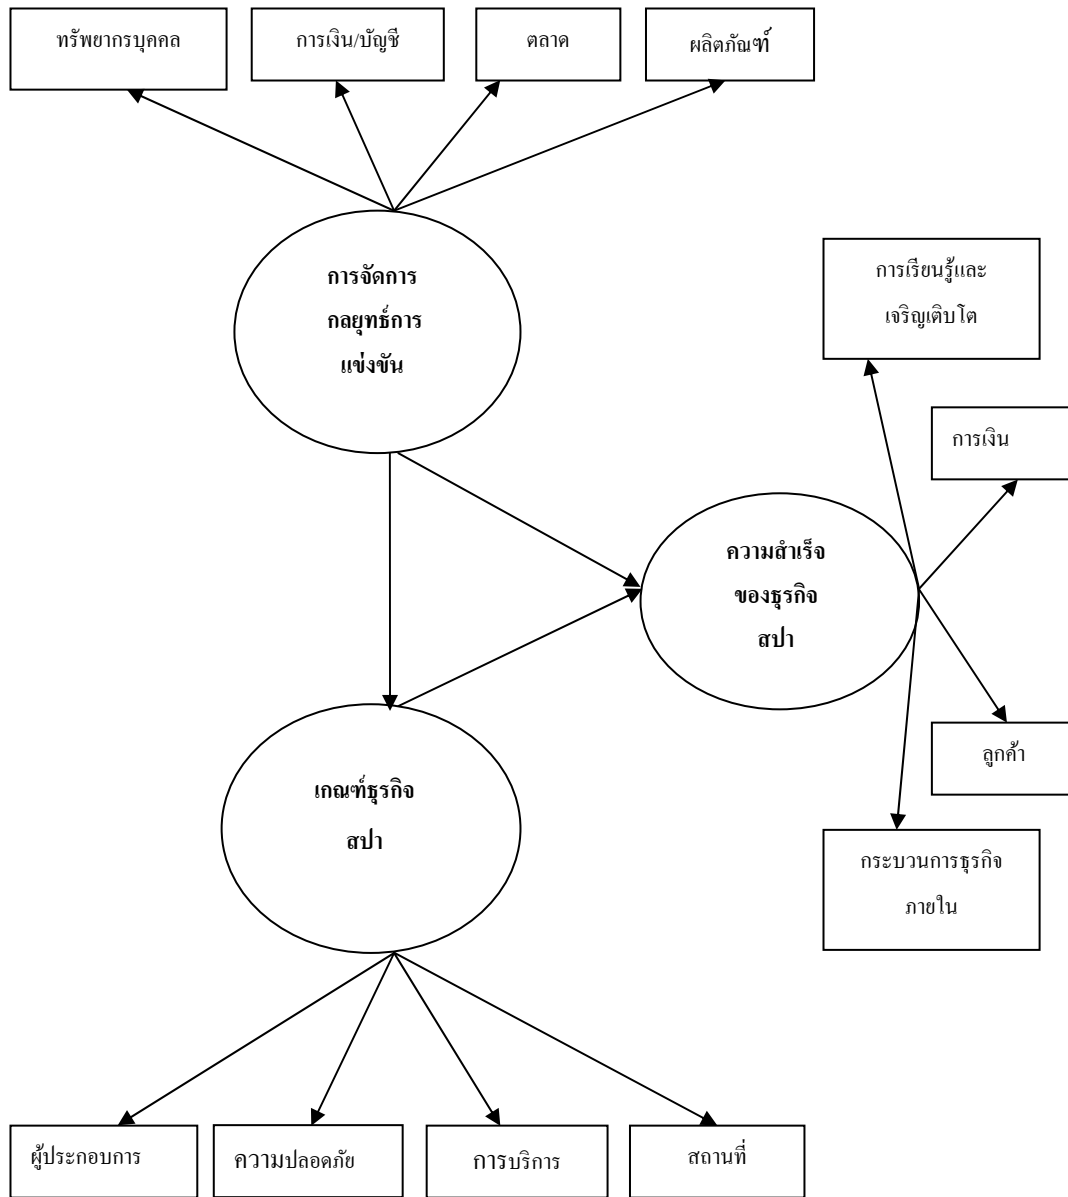 ทรัพยากรบุคคล
การเงิน/บัญชี
ตลาด
ผลิตภัณฑ์
การจัดการ
กลยุทธ์การ
แข่งขัน
การเรียนรู้และ
เจริญเติบโต
การเงิน
ความสำเร็จ
ของธุรกิจ
สปา
ลูกค้า
เกณฑ์ธุรกิจ
สปา
กระบวนการธุรกิจ
ภายใน
ผู้ประกอบการ
ความปลอดภัย
การบริการ
สถานที่